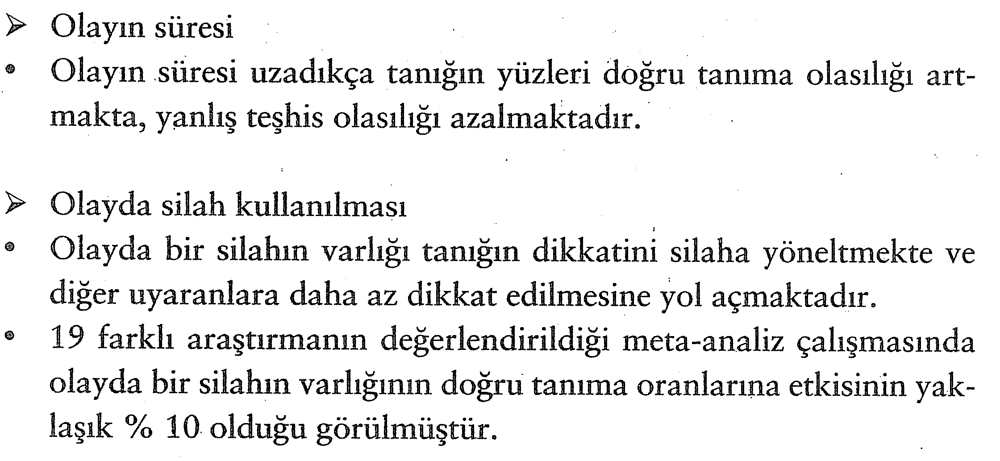 ➢ Olayın süresi
• Olayın süresi uzadıkça tanığın yüzleri doğru tanıma olasılığı art-
makta, yanlış teşhis olasılığı azalmaktadır.
➢ Olayda silah kullanılması
• Olayda bir silahın varlığı tanığın dikkatini silaha yöneltmekte ve
diğer uyaranlara daha az dikkat edilmesine yol açmaktadır.
• 19 farklı araştırmanın değerlendirildiği meta-analiz çalışmasında
olayda bir silahın varlığının doğru tanıma oranlarına etkisinin yak-
laşık % 10 olduğu görülmüştür.